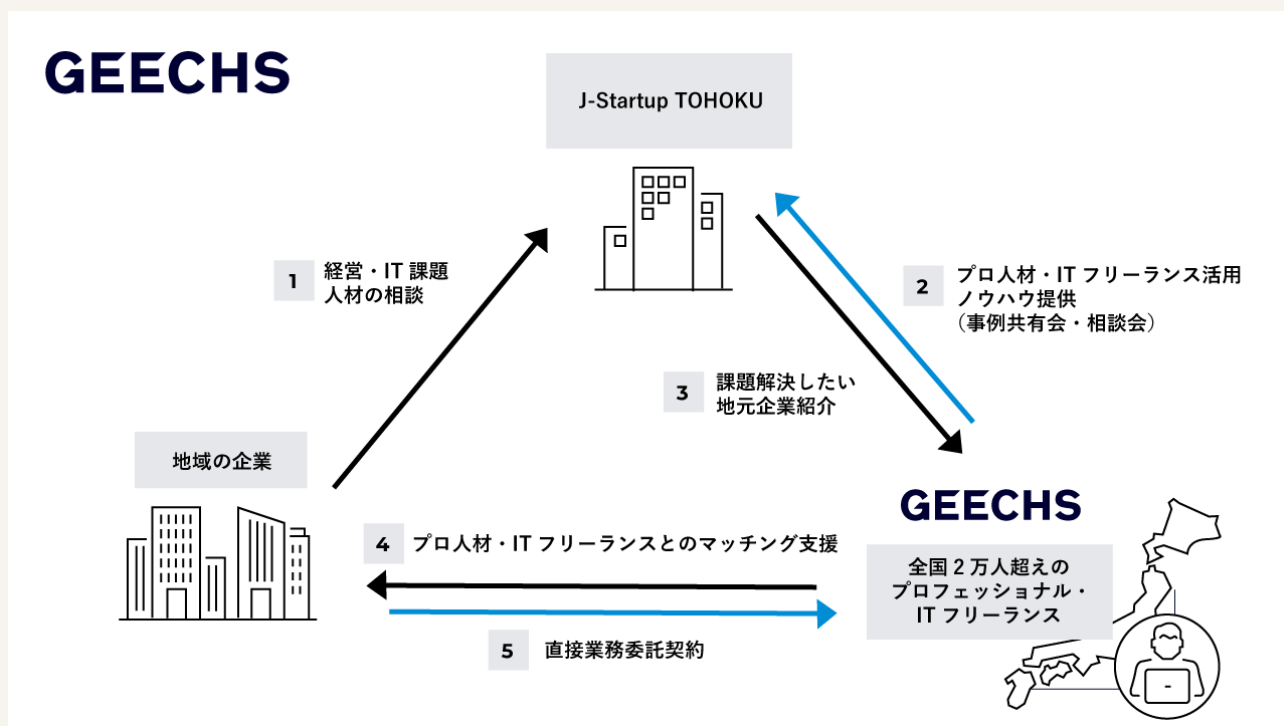 GEECHS
J-Startup TOHOKU
1
経営・IT 課題
人材の相談
2
プロ人材・IT フリーランス活用
ノウハウ提供
（事例共有会・相談会）
3
課題解決したい
地元企業紹介
地域の企業
GEECHS
全国 2 万人超えの
プロフェッショナル・
IT フリーランス
4
プロ人材・IT フリーランスとのマッチング支援
5
直接業務委託契約